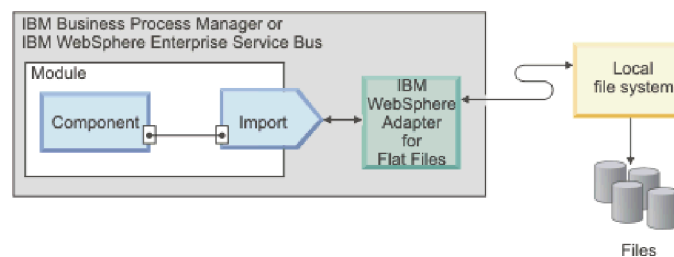 IBM Business Process Manager or
IBM WebSphere Enterprise Service Bus
Module
Component
Import
IBM
WebSphere
Adapter
for
Flat Files
Local
file system
Files